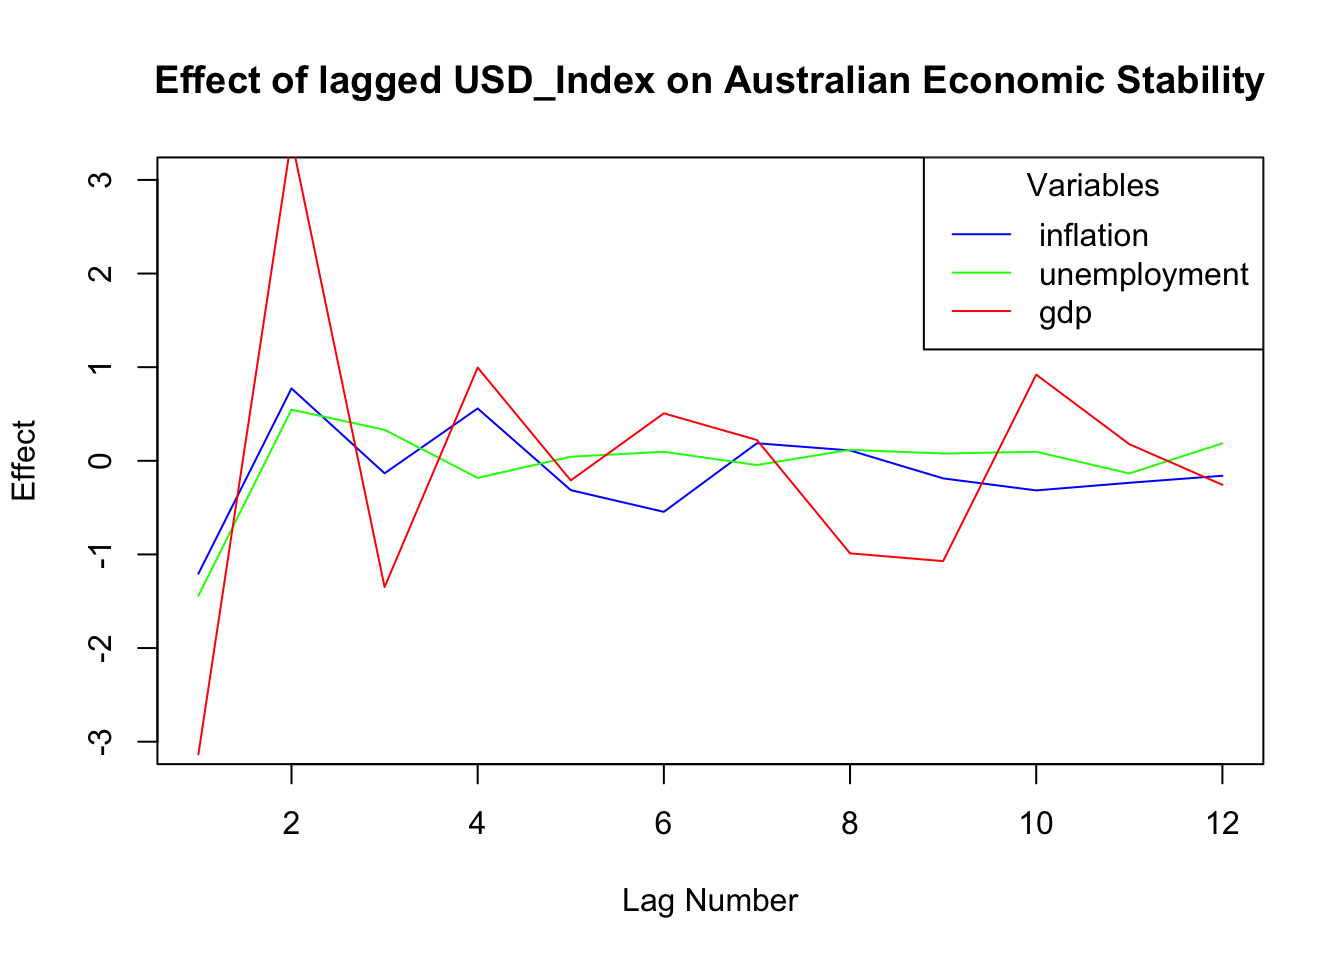 Effect of lagged USD_Index on Australian Economic Stability
Variables
inflation
unemployment
gdp
3
2
1
0
-1
-2
-3
Effect
2 4 6 8 10 12
Lag Number